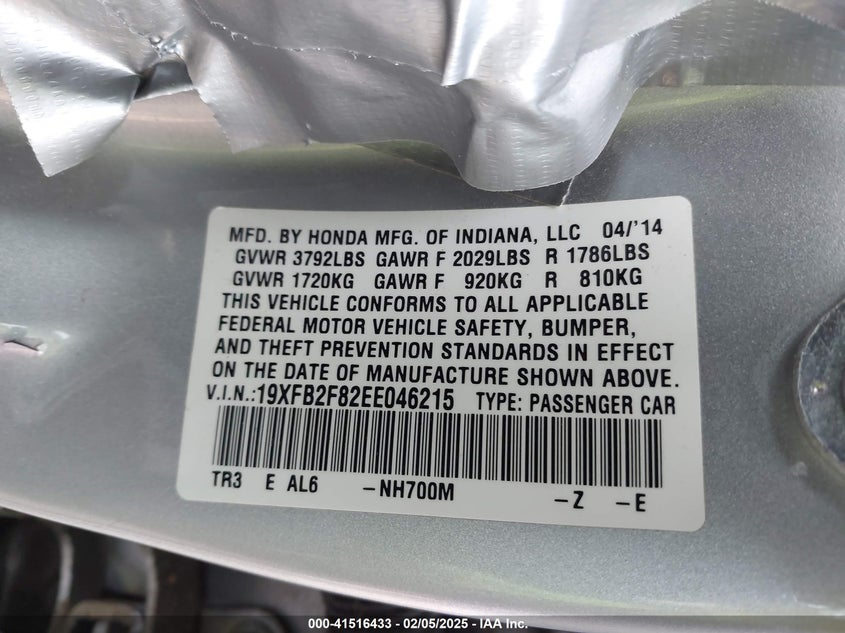 MFD. BY HONDA MFG. OF INDIANA, LLC 04/'14
GVWR 3792LBS GAWR F 2029LBS R 1786LBS
GVWR 1720KG GAWR F 920KG R 810KG
THIS VEHICLE CONFORMS TO ALL APPLICABLE
FEDERAL MOTOR VEHICLE SAFETY, BUMPER,
AND THEFT PREVENTION STANDARDS IN EFFECT
ON THE DATE OF MANUFACTURE SHOWN ABOVE.
V.I.N.:19XFB2F82EE046215 TYPE: PASSENGER CAR
TR3 E AL6 -NH700M -Z -E
000-41516433 - 02/05/2025 - IAA Inc.